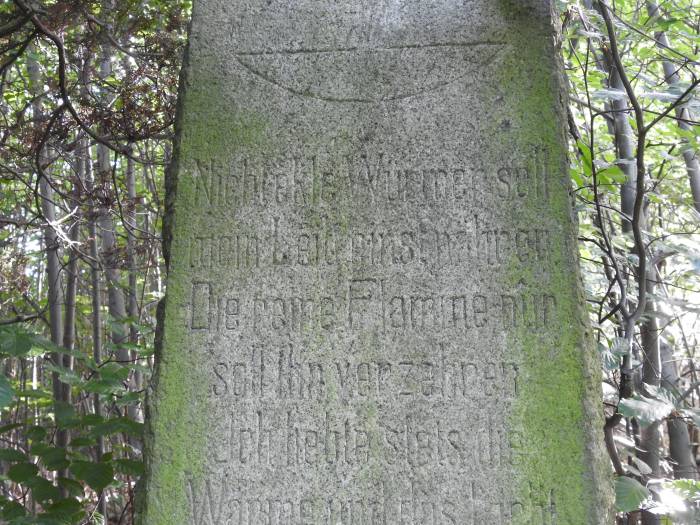 Nicht ekle Würmer soll
mein Leib einst nähren
Die reine Flamme nur
soll Ihn verzehren
Ich liebte stets die
Wärme und das Licht